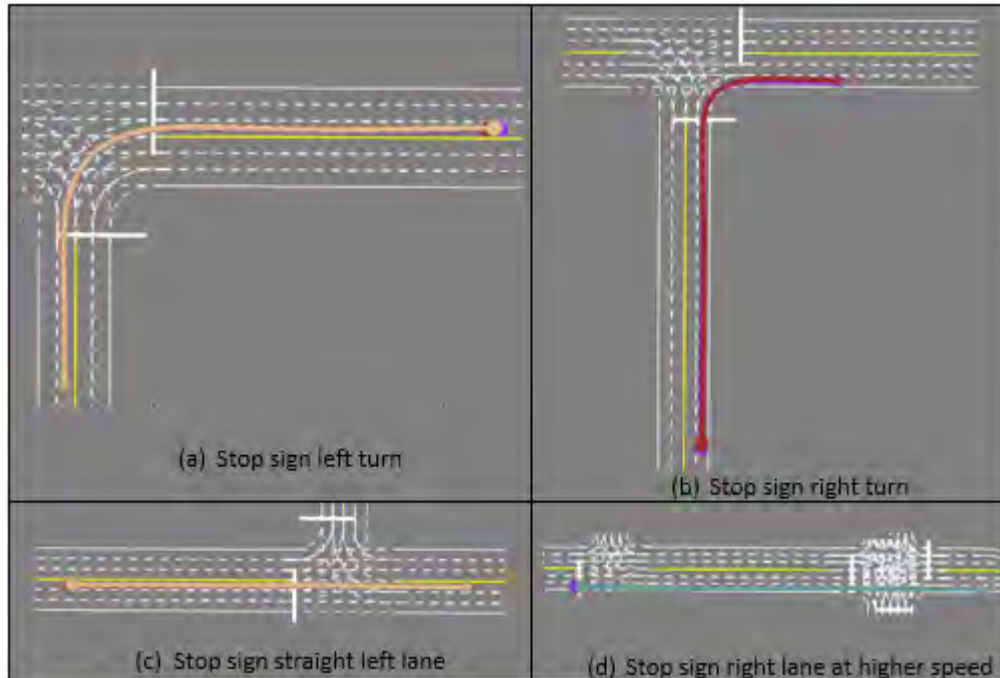 (a) Stop sign left turn
(b) Stop sign right turn
(c) Stop sign straight left lane
(d) Stop sign right lane at higher speed